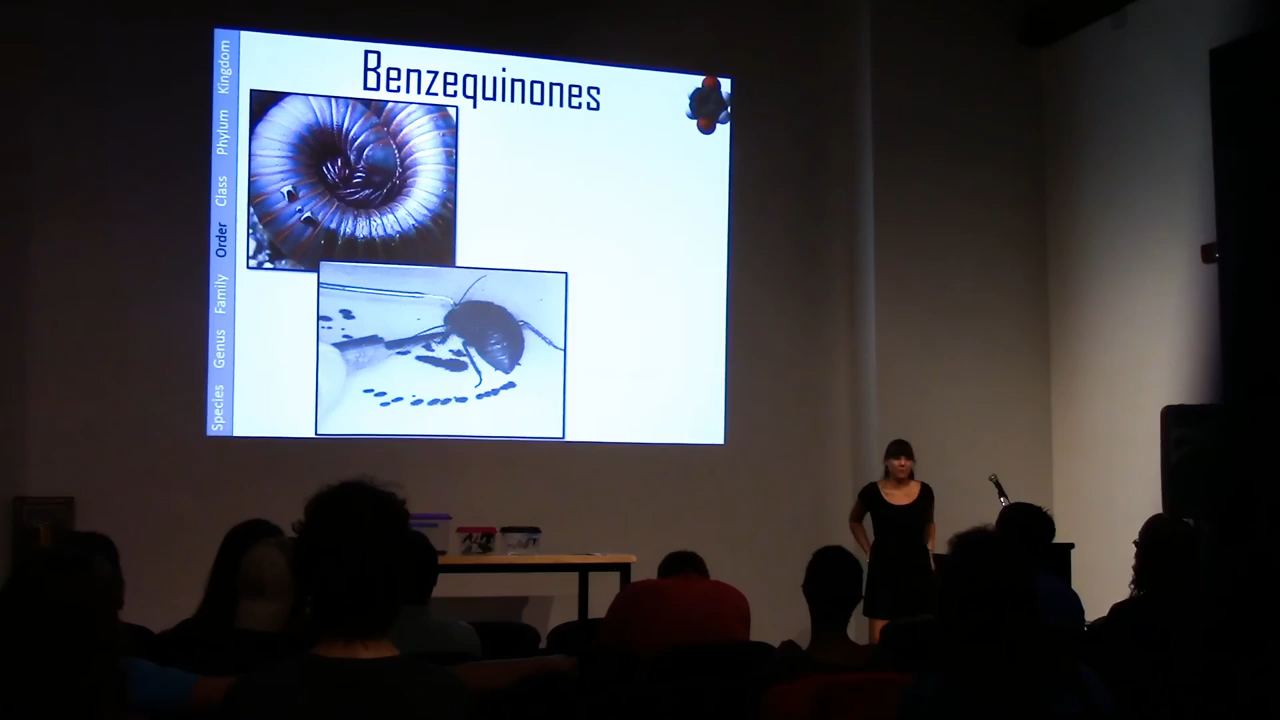 Benzequinones
Kingdom
Phylum
Class
Order
Family
Genus
Species